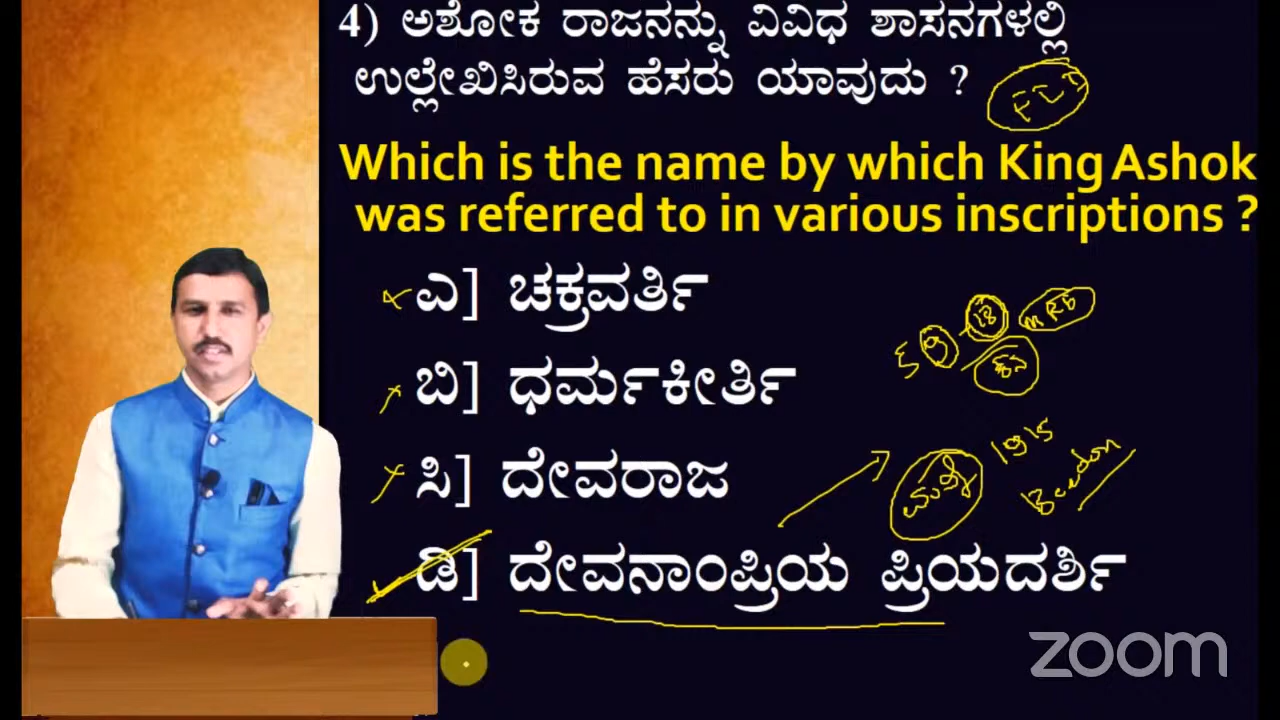 4) ಅಶೋಕ ರಾಜನನ್ನು ವಿವಿಧ ಶಾಸನಗಳಲ್ಲಿ
ಉಲ್ಲೇಖಿಸಿರುವ ಹೆಸರು ಯಾವುದು ?
Which is the name by which King Ashok
was referred to in various inscriptions ?
ಎ] ಚಕ್ರವರ್ತಿ
18
ಬಿ] ಧರ್ಮಕೀರ್ತಿ
1915
ಸಿ] ದೇವರಾಜ
ಡಿ] ದೇವನಾಂಪ್ರಿಯ ಪ್ರಿಯದರ್ಶಿ
zoom